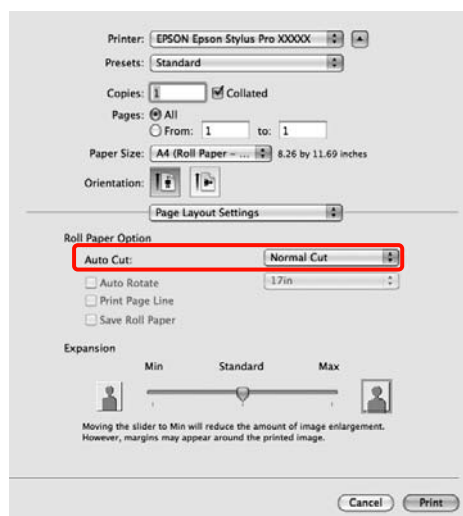 Printer: EPSON Epson Stylus Pro XXXXX
Presets: Standard
Copies: 1 Collated
Pages: All
From: 1 to: 1
Paper Size: A4 (Roll Paper – ... 8.26 by 11.69 inches
Orientation:
Page Layout Settings
Roll Paper Option
Auto Cut: Normal Cut
Auto Rotate 17in
Print Page Line
Save Roll Paper
Expansion
Min Standard Max
Moving the slider to Min will reduce the amount of image enlargement.
However, margins may appear around the printed image.
Cancel Print